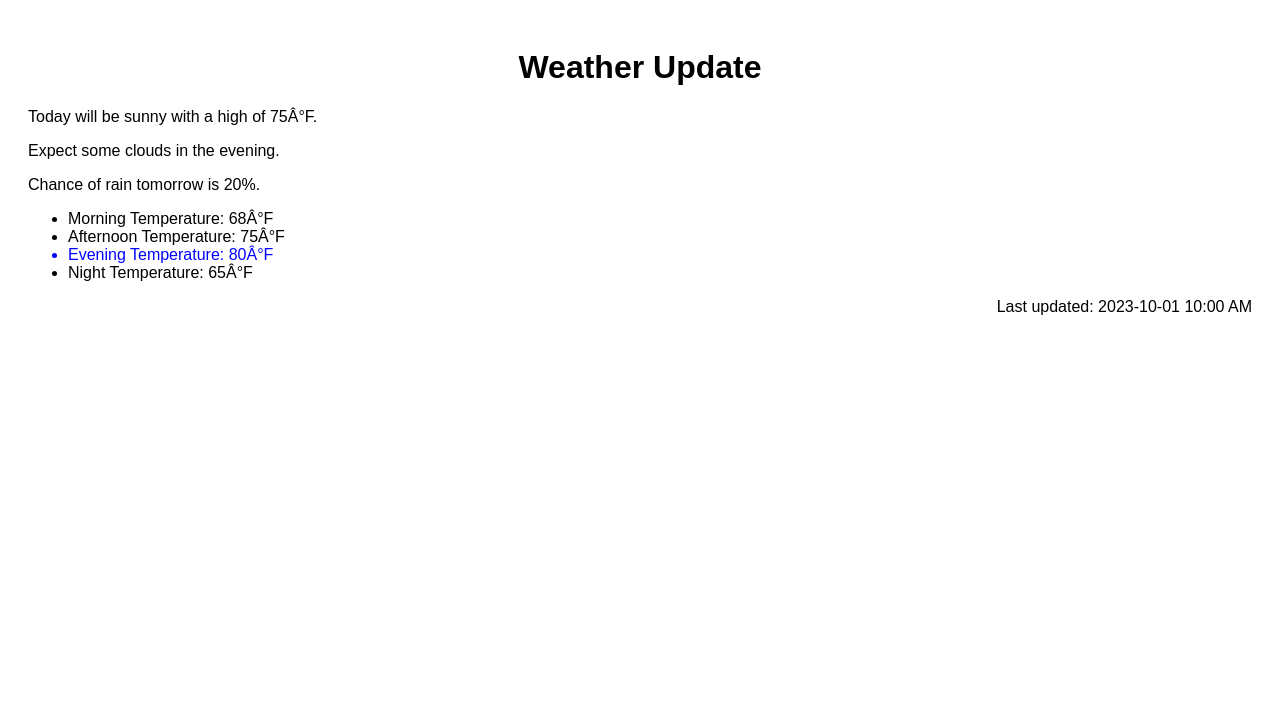 Weather Update
Today will be sunny with a high of 75Â°F.
Expect some clouds in the evening.
Chance of rain tomorrow is 20%.
Morning Temperature: 68Â°F
Afternoon Temperature: 75Â°F
Evening Temperature: 80Â°F
Night Temperature: 65Â°F
Last updated: 2023-10-01 10:00 AM